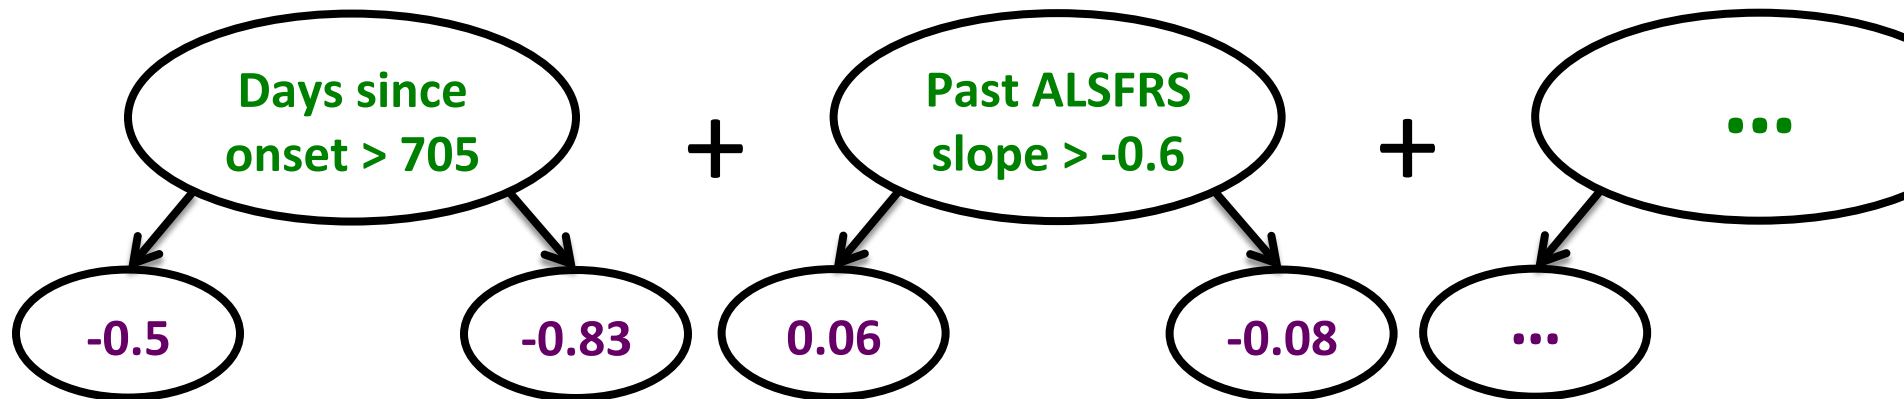 Days since
onset > 705
+
Past ALSFRS
slope > -0.6
+
...
-0.5
-0.83
0.06
-0.08
...